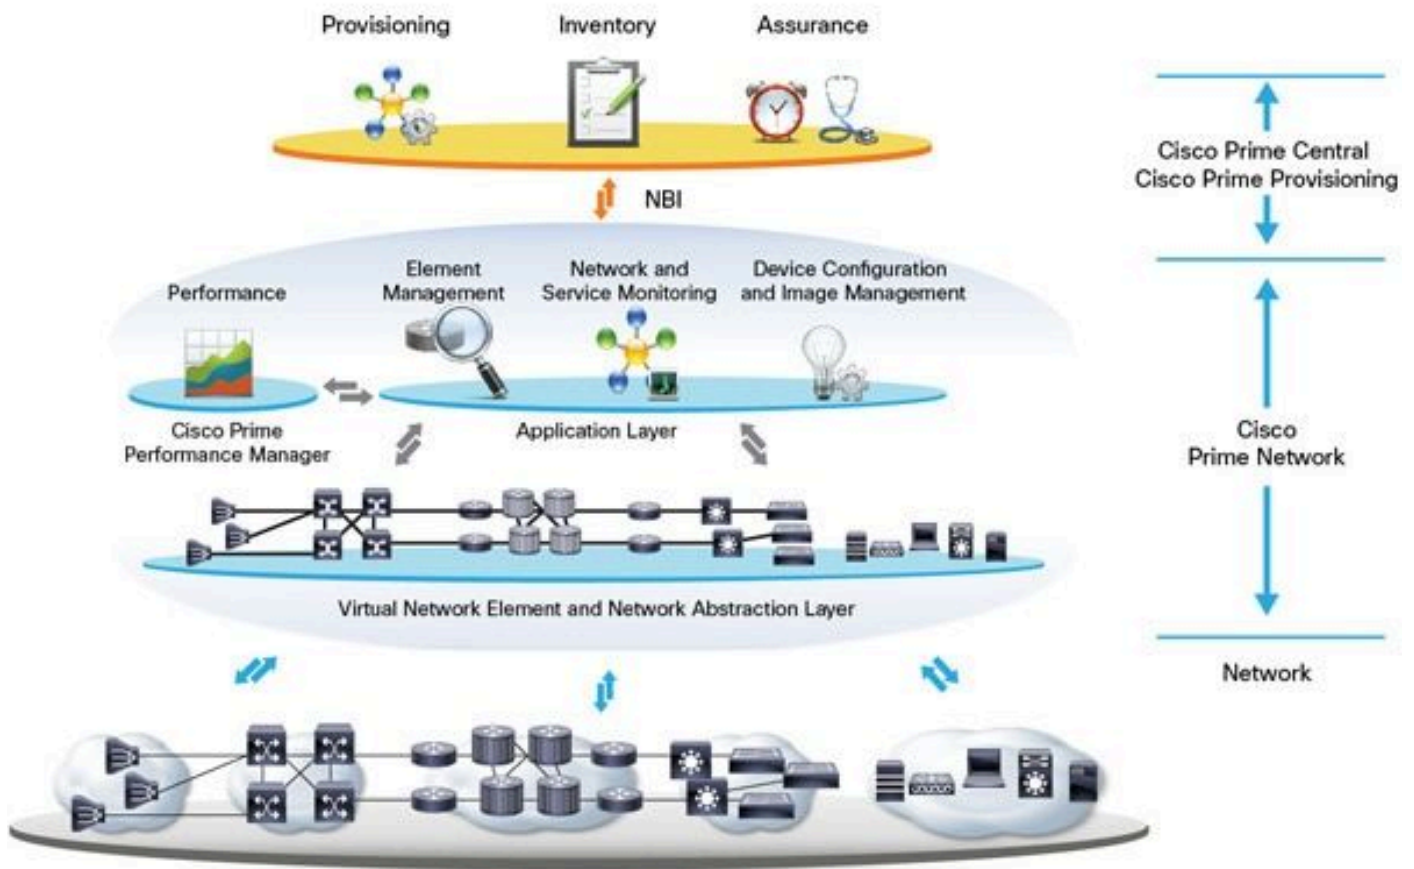 Provisioning
Inventory
Assurance
NBI
Cisco Prime Central
Cisco Prime Provisioning
Performance
Element
Management
Network and
Service Monitoring
Device Configuration
and Image Management
Cisco Prime
Performance Manager
Application Layer
Cisco
Prime Network
Virtual Network Element and Network Abstraction Layer
Network